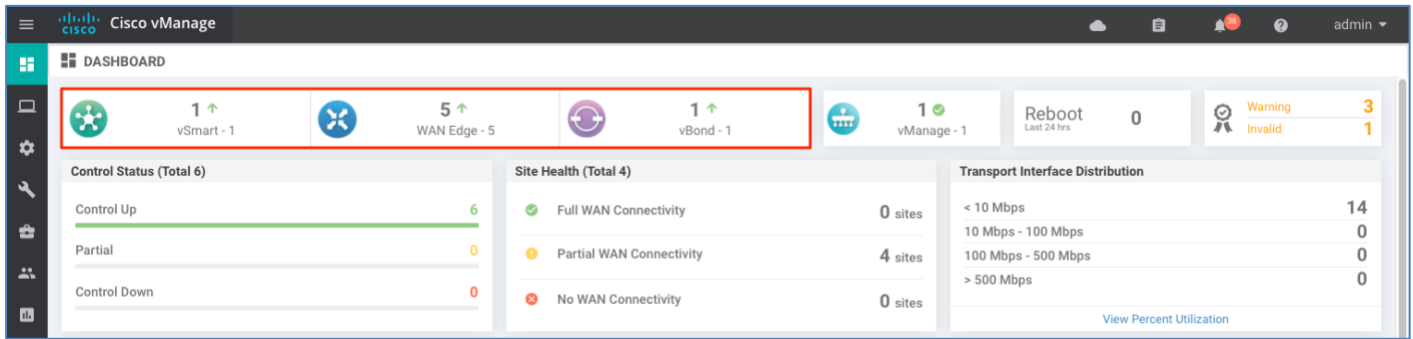 cisco Cisco vManage 38 admin
DASHBOARD
1 1 Reboot 0 Warning 3
vSmart - 1 Last 24 hrs Invalid 1
5
WAN Edge - 5
1
vBond - 1
vManage - 1
Control Status (Total 6)
Control Up 6
Partial 0
Control Down 0
Site Health (Total 4)
Full WAN Connectivity 0 sites
Partial WAN Connectivity 4 sites
No WAN Connectivity 0 sites
Transport Interface Distribution
< 10 Mbps 14
10 Mbps - 100 Mbps 0
100 Mbps - 500 Mbps 0
> 500 Mbps 0
View Percent Utilization